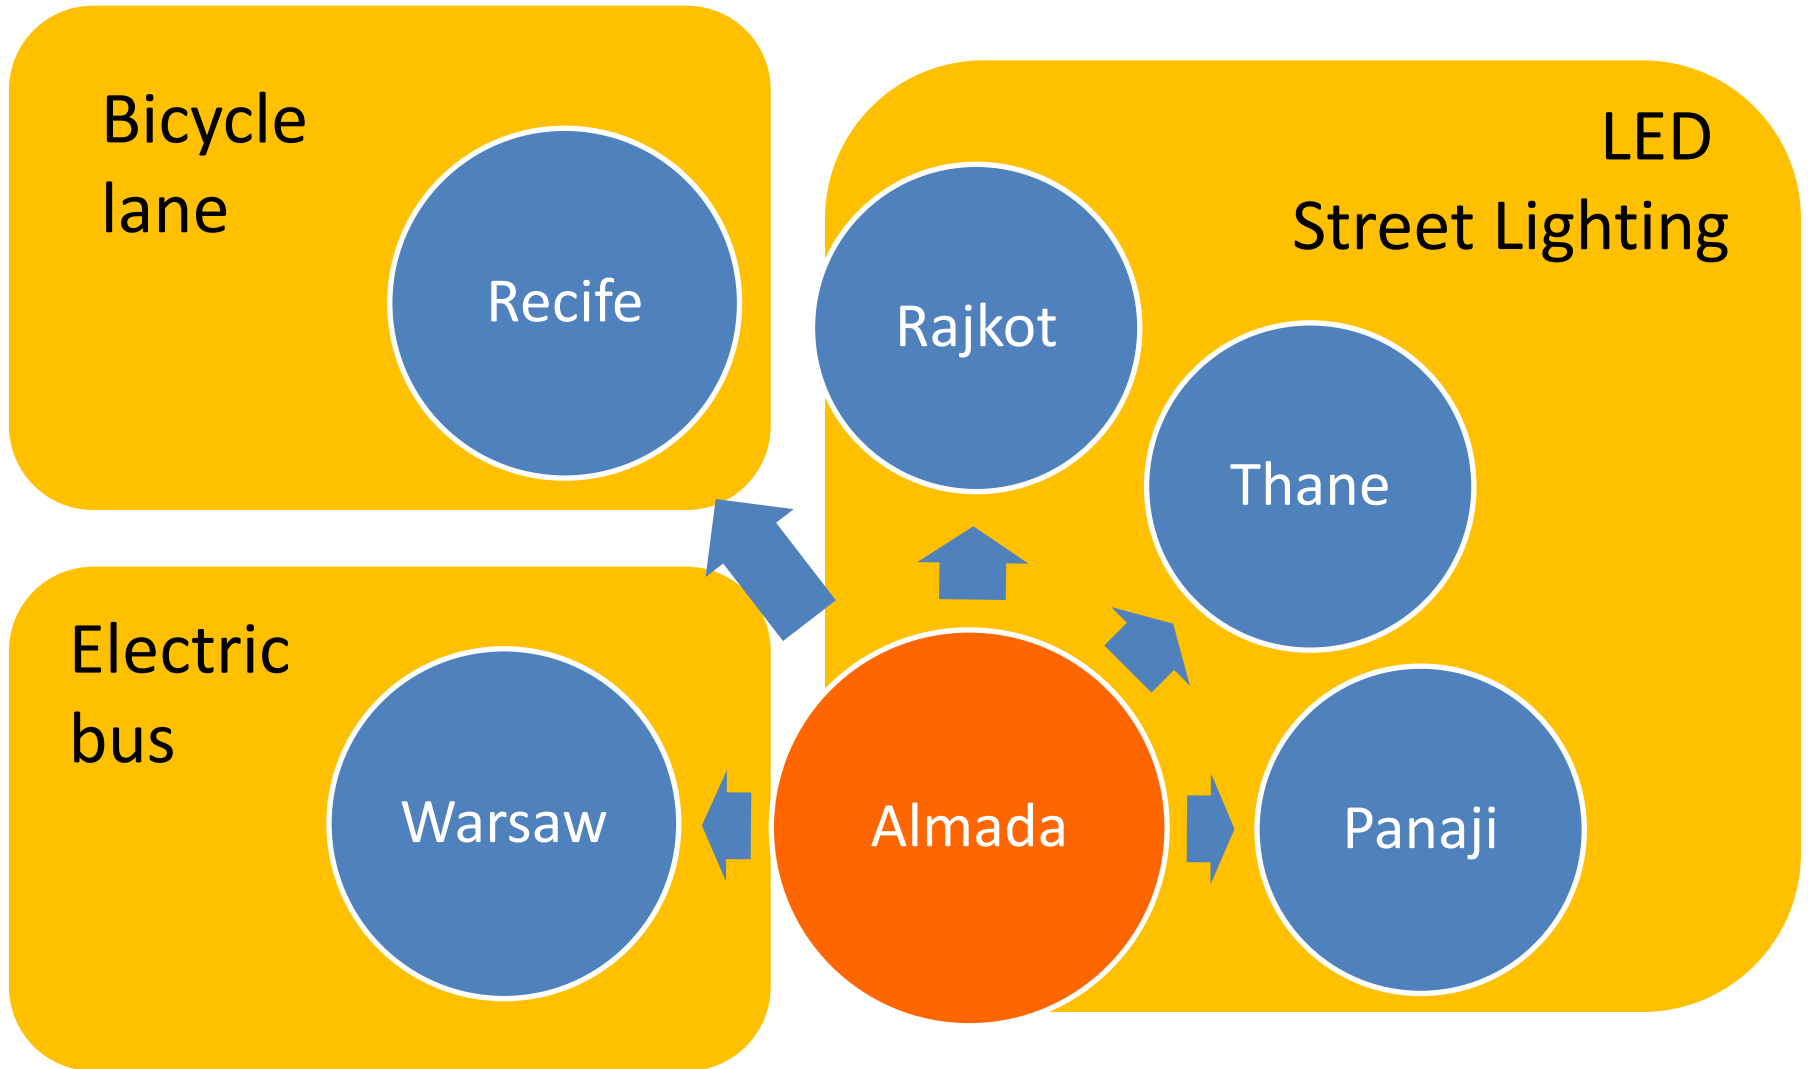 Bicycle
lane
Recife
LED
Street Lighting
Rajkot
Thane
Electric
bus
Warsaw
Almada
Panaji